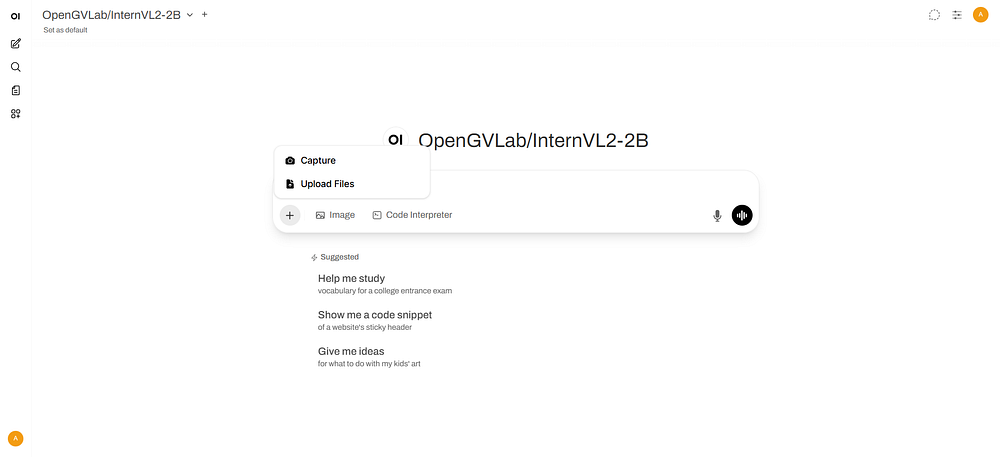 OI
OpenGVLab/InternVL2-2B
Set as default
A
OI OpenGVLab/InternVL2-2B
Capture
Upload Files
Image Code Interpreter
Suggested
Help me study
vocabulary for a college entrance exam
Show me a code snippet
of a website's sticky header
Give me ideas
for what to do with my kids' art
A